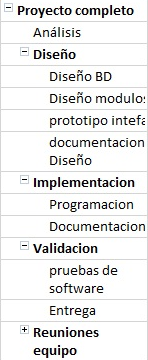 Proyecto completo
Análisis
Diseño
Diseño BD
Diseño modulos
prototipo intefa
documentacion
Diseño
Implementacion
Programacion
Documentacion
Validacion
pruebas de
software
Entrega
Reuniones
equipo